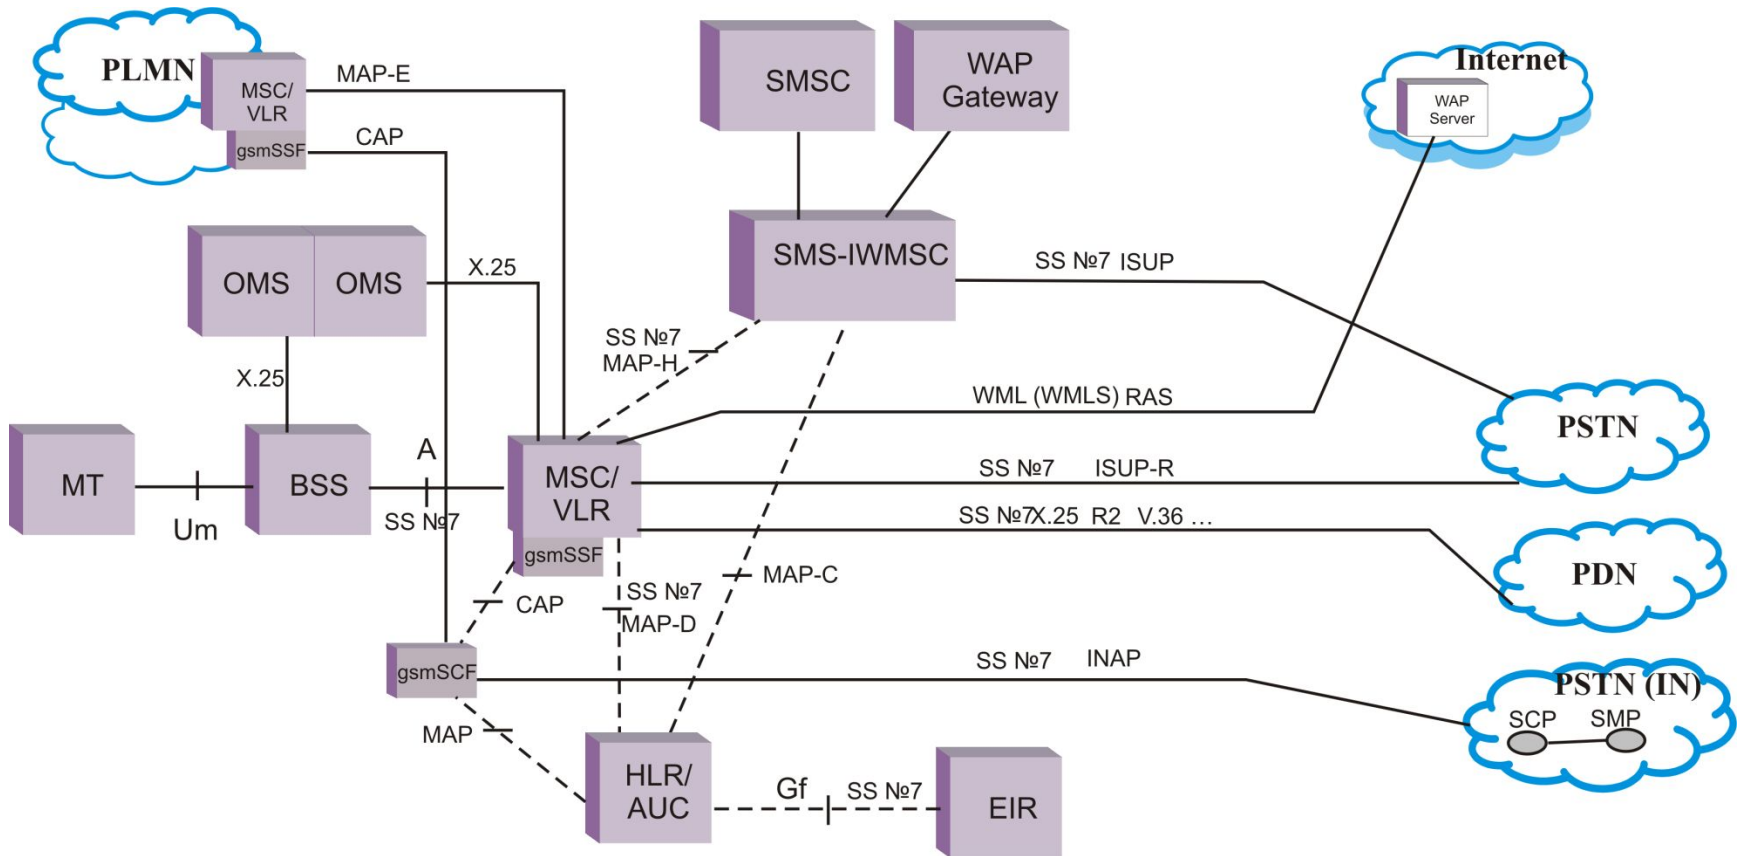 PLMN
MSC/
VLR
gsmSSF
MAP-E
CAP
SMSC
WAP
Gateway
Internet
WAP
Server
OMS
OMS
X.25
SMS-IWMSC
SS №7 ISUP
X.25
SS №7
MAP-H
WML (WMLS) RAS
PSTN
MT
Um
BSS
A
SS №7
MSC/
VLR
gsmSSF
SS №7 ISUP-R
SS №7 X.25 R2 V.36 ...
PDN
CAP
SS №7
MAP-D
MAP-C
gsmSCF
SS №7 INAP
PSTN (IN)
SCP
SMP
MAP
HLR/
AUC
Gf
SS №7
EIR